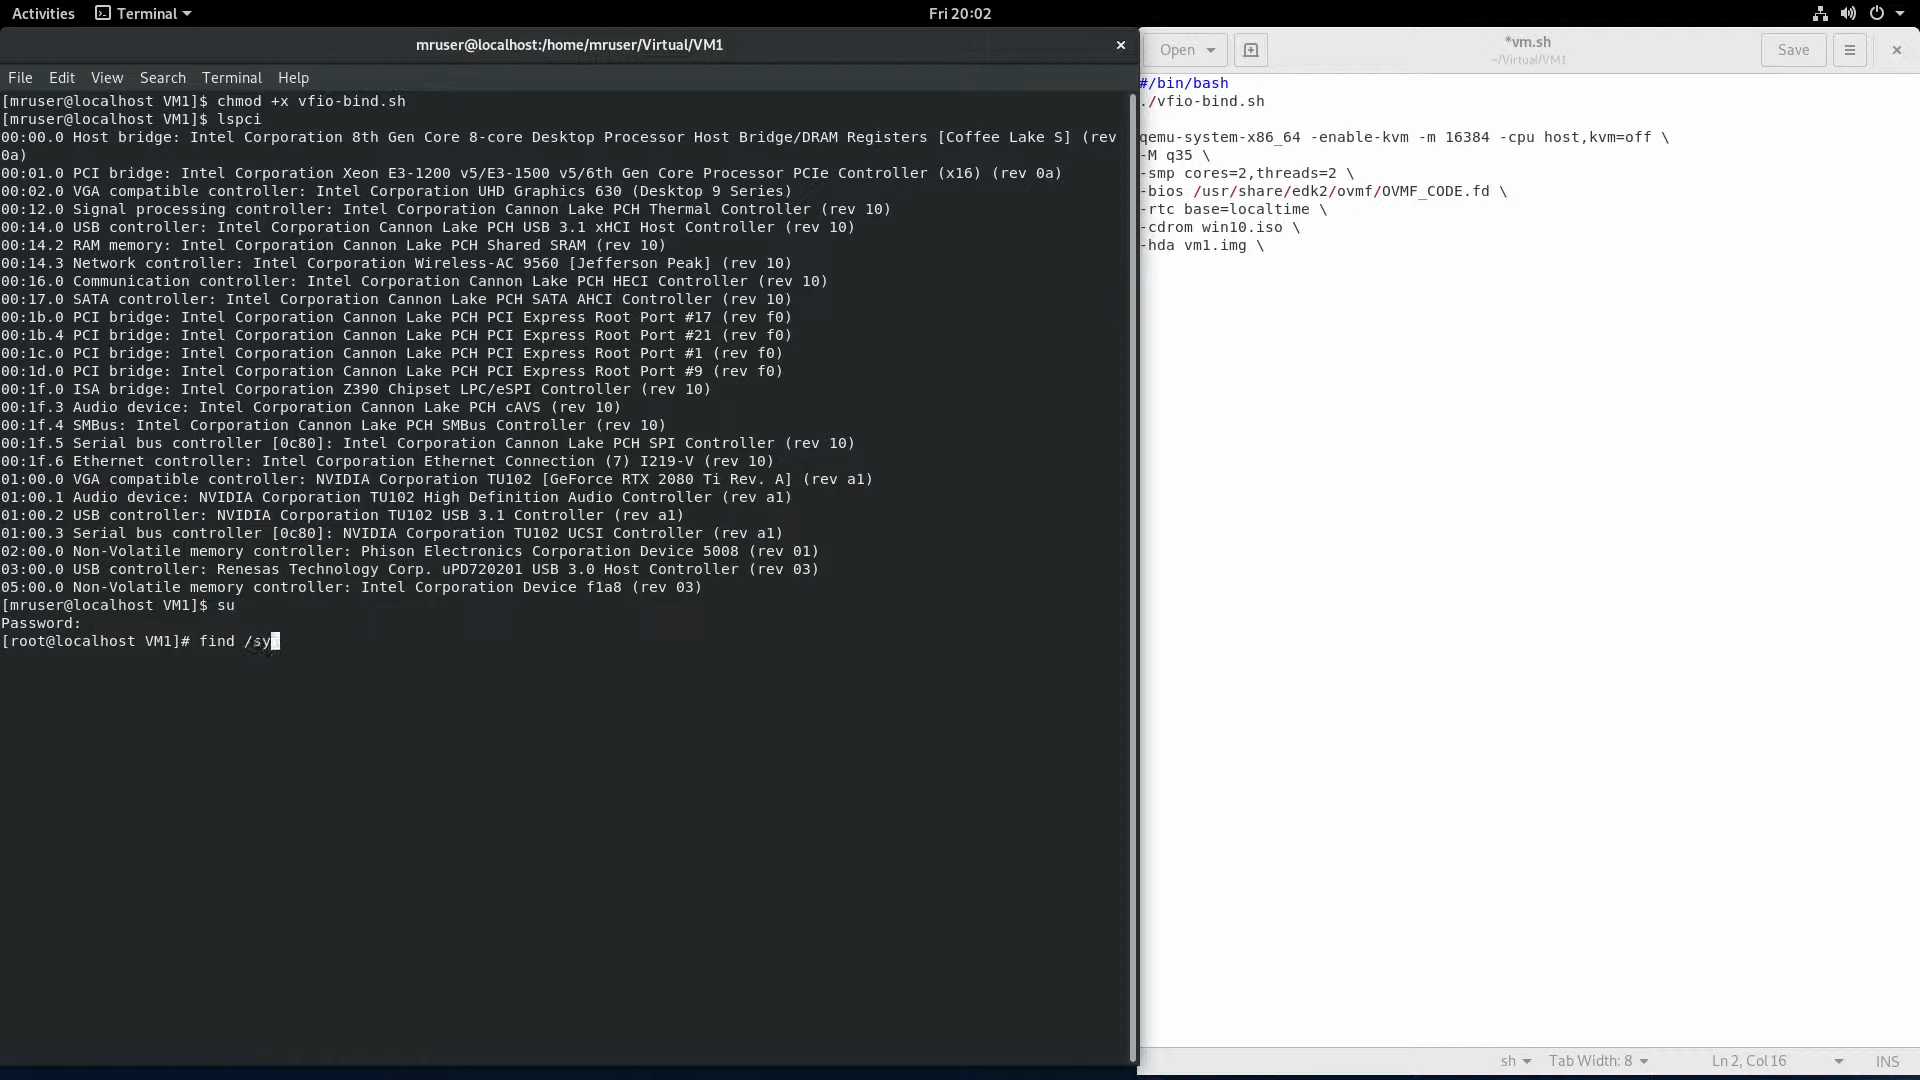 Activities Terminal Fri 20:02
mruser@localhost:/home/mruser/Virtual/VM1
File Edit View Search Terminal Help
[mruser@localhost VM1]$ chmod +x vfio-bind.sh
[mruser@localhost VM1]$ lspci
00:00.0 Host bridge: Intel Corporation 8th Gen Core 8-core Desktop Processor Host Bridge/DRAM Registers [Coffee Lake S] (rev
0a)
00:01.0 PCI bridge: Intel Corporation Xeon E3-1200 v5/E3-1500 v5/6th Gen Core Processor PCIe Controller (x16) (rev 0a)
00:02.0 VGA compatible controller: Intel Corporation UHD Graphics 630 (Desktop 9 Series)
00:12.0 Signal processing controller: Intel Corporation Cannon Lake PCH Thermal Controller (rev 10)
00:14.0 USB controller: Intel Corporation Cannon Lake PCH USB 3.1 xHCI Host Controller (rev 10)
00:14.2 RAM memory: Intel Corporation Cannon Lake PCH Shared SRAM (rev 10)
00:14.3 Network controller: Intel Corporation Wireless-AC 9560 [Jefferson Peak] (rev 10)
00:16.0 Communication controller: Intel Corporation Cannon Lake PCH HECI Controller (rev 10)
00:17.0 SATA controller: Intel Corporation Cannon Lake PCH SATA AHCI Controller (rev 10)
00:1b.0 PCI bridge: Intel Corporation Cannon Lake PCH PCI Express Root Port #17 (rev f0)
00:1b.4 PCI bridge: Intel Corporation Cannon Lake PCH PCI Express Root Port #21 (rev f0)
00:1c.0 PCI bridge: Intel Corporation Cannon Lake PCH PCI Express Root Port #1 (rev f0)
00:1d.0 PCI bridge: Intel Corporation Cannon Lake PCH PCI Express Root Port #9 (rev f0)
00:1f.0 ISA bridge: Intel Corporation Z390 Chipset LPC/eSPI Controller (rev 10)
00:1f.3 Audio device: Intel Corporation Cannon Lake PCH cAVS (rev 10)
00:1f.4 SMBus: Intel Corporation Cannon Lake PCH SMBus Controller (rev 10)
00:1f.5 Serial bus controller [0c80]: Intel Corporation Cannon Lake PCH SPI Controller (rev 10)
00:1f.6 Ethernet controller: Intel Corporation Ethernet Connection (7) I219-V (rev 10)
01:00.0 VGA compatible controller: NVIDIA Corporation TU102 [GeForce RTX 2080 Ti Rev. A] (rev a1)
01:00.1 Audio device: NVIDIA Corporation TU102 High Definition Audio Controller (rev a1)
01:00.2 USB controller: NVIDIA Corporation TU102 USB 3.1 Controller (rev a1)
01:00.3 Serial bus controller [0c80]: NVIDIA Corporation TU102 UCSI Controller (rev a1)
02:00.0 Non-Volatile memory controller: Phison Electronics Corporation Device 5008 (rev 01)
03:00.0 USB controller: Renesas Technology Corp. uPD720201 USB 3.0 Host Controller (rev 03)
05:00.0 Non-Volatile memory controller: Intel Corporation Device f1a8 (rev 03)
[mruser@localhost VM1]$ su
Password:
[root@localhost VM1]# find /sy
Open *vm.sh Save
~/Virtual/VM1
#/bin/bash
./vfio-bind.sh
qemu-system-x86_64 -enable-kvm -m 16384 -cpu host,kvm=off \
-M q35 \
-smp cores=2,threads=2 \
-bios /usr/share/edk2/ovmf/OVMF_CODE.fd \
-rtc base=localtime \
-cdrom win10.iso \
-hda vm1.img \
sh Tab Width: 8 Ln 2, Col 16 INS